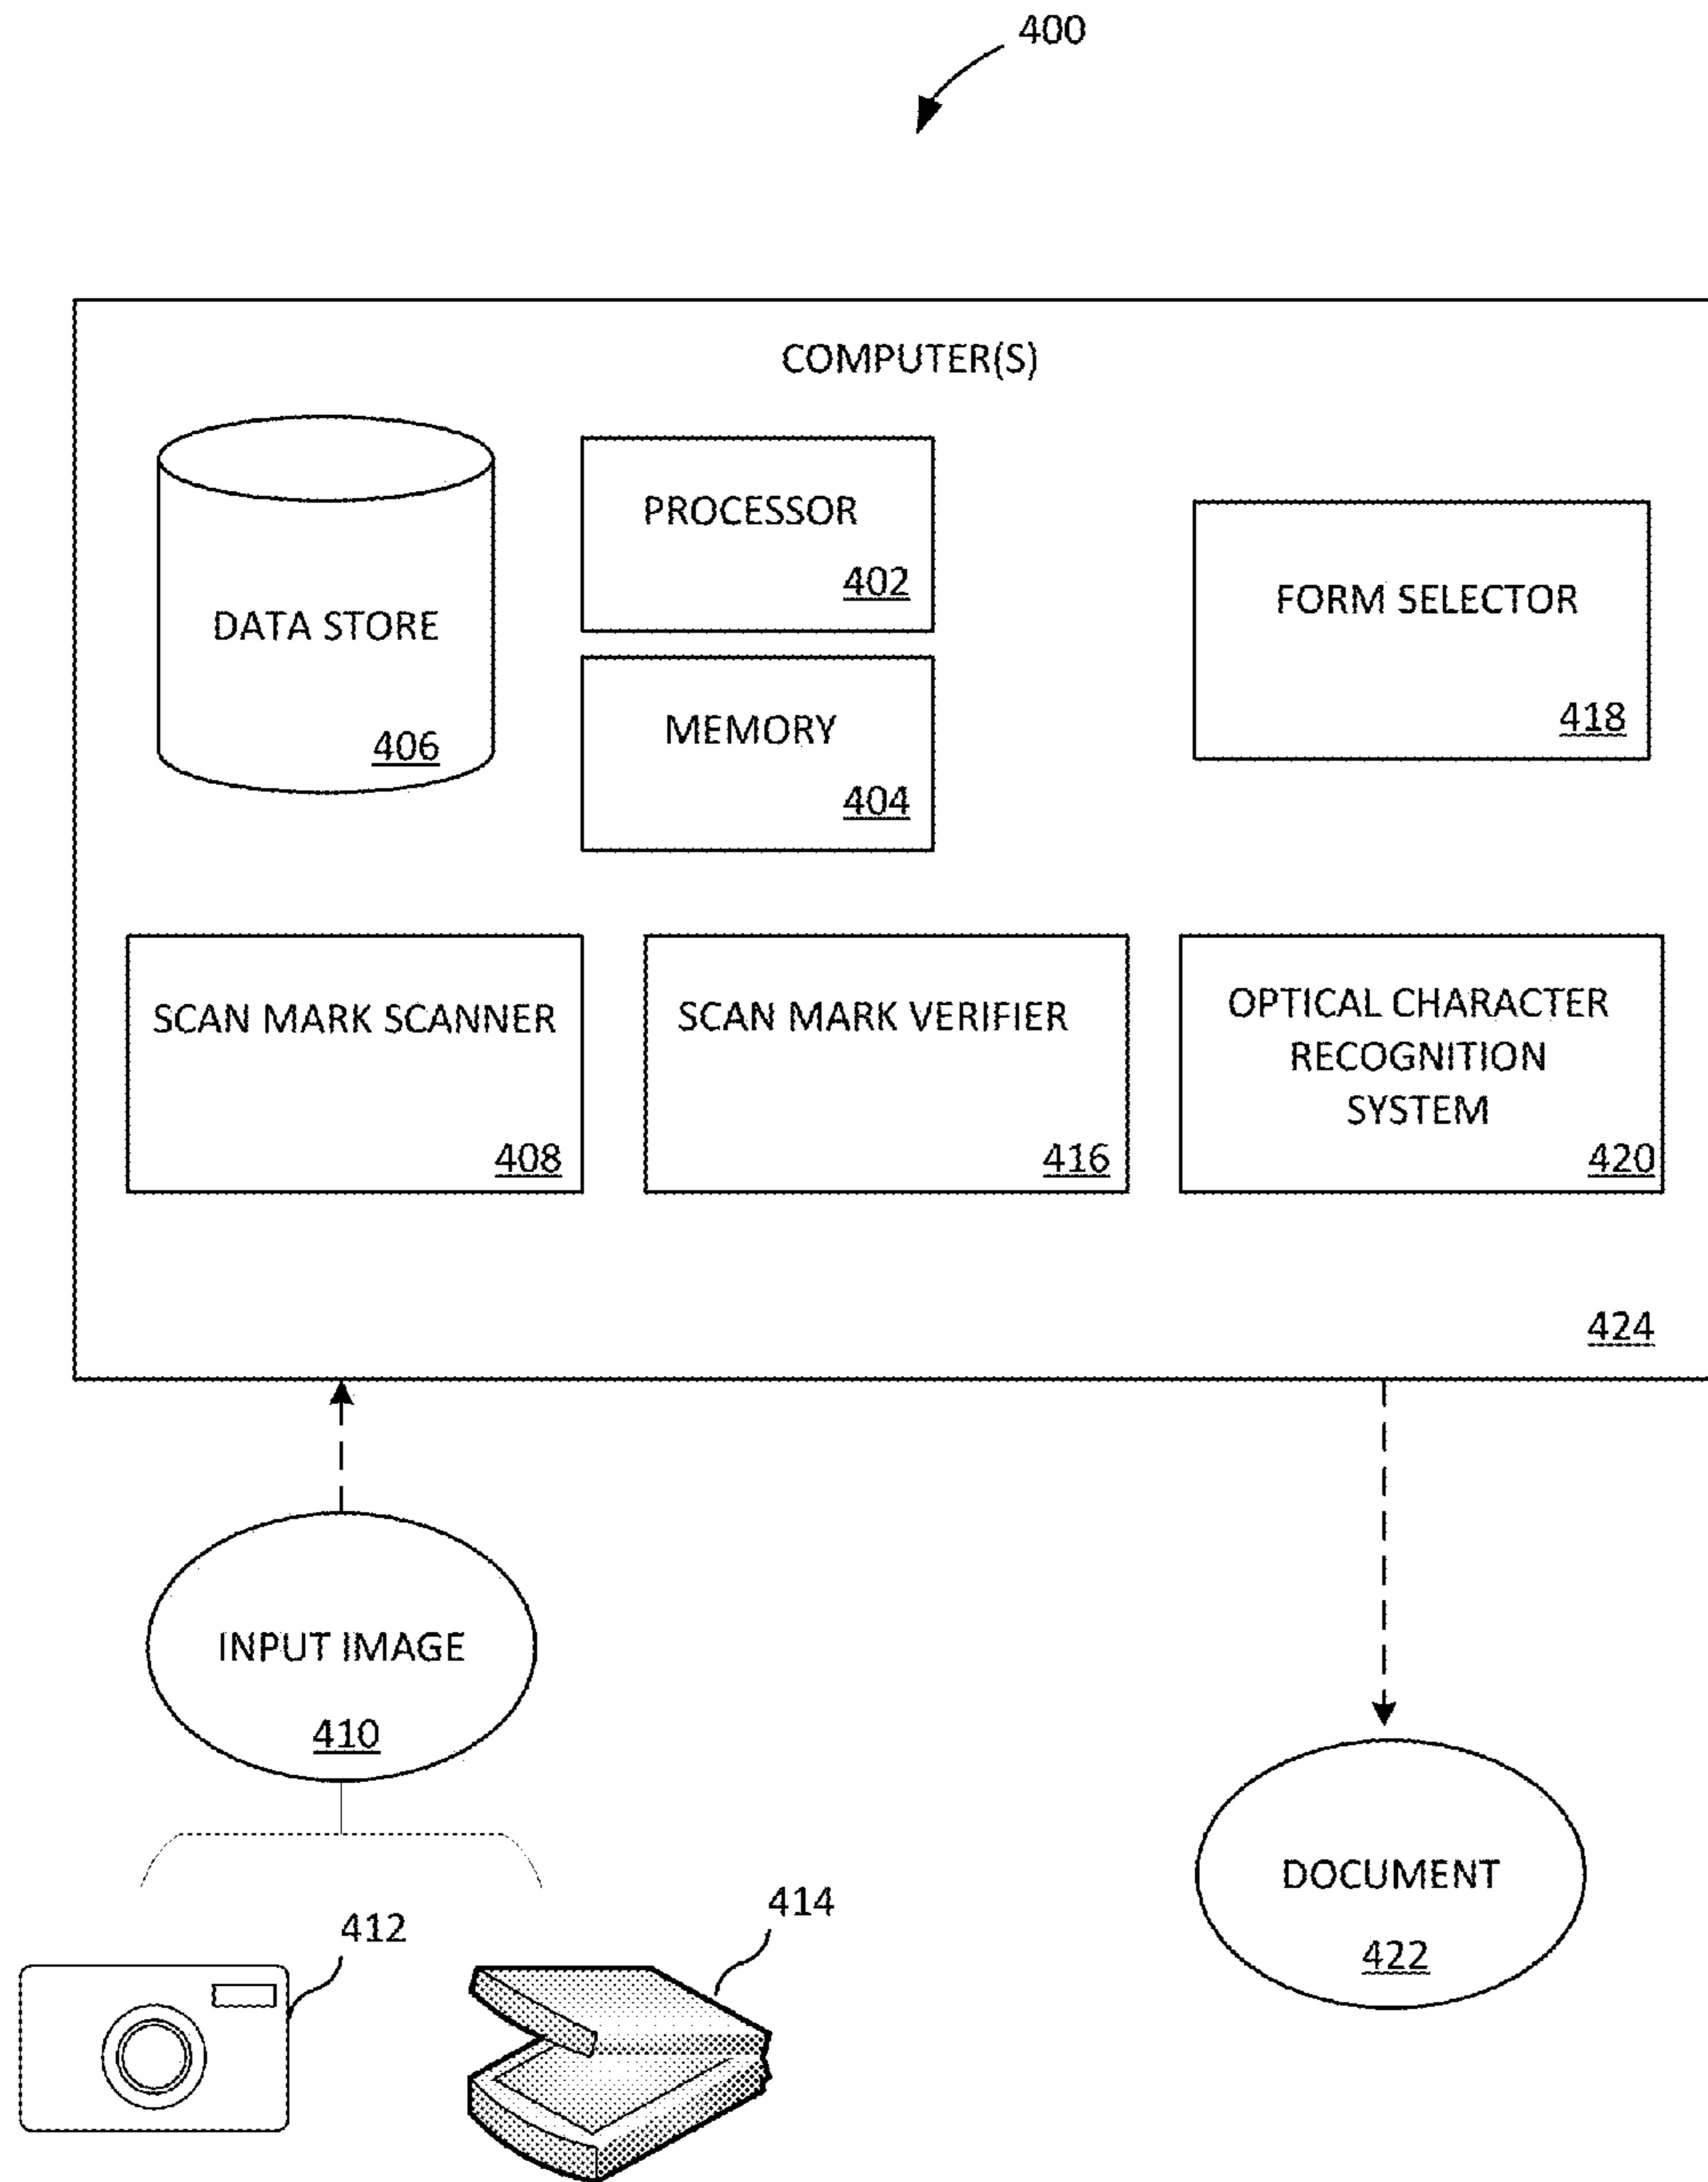 400
COMPUTER(S)
DATA STORE
406
PROCESSOR
402
MEMORY
404
FORM SELECTOR
418
SCAN MARK SCANNER
408
SCAN MARK VERIFIER
416
OPTICAL CHARACTER
RECOGNITION
SYSTEM
420
424
INPUT IMAGE
410
412
414
DOCUMENT
422